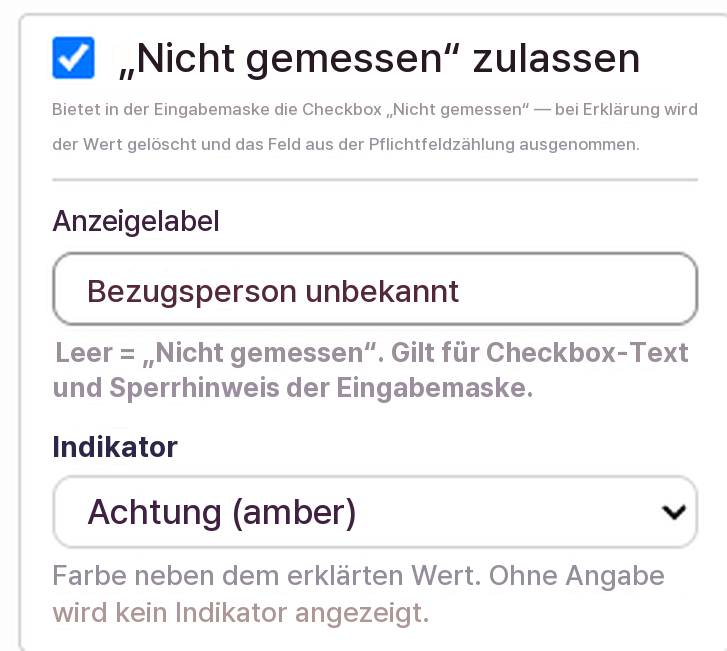 „Nicht gemessen“ zulassen
Bietet in der Eingabemaske die Checkbox „Nicht gemessen“ — bei Erklärung wird
der Wert gelöscht und das Feld aus der Pflichtfeldzählung ausgenommen.
Anzeigelabel
Bezugsperson unbekannt
Leer = „Nicht gemessen“. Gilt für Checkbox-Text
und Sperrhinweis der Eingabemaske.
Indikator
Achtung (amber)
Farbe neben dem erklärten Wert. Ohne Angabe
wird kein Indikator angezeigt.